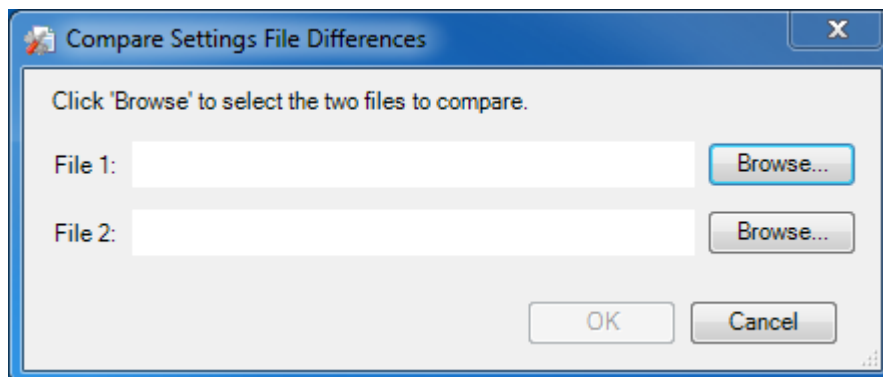 Compare Settings File Differences
Click 'Browse' to select the two files to compare.
File 1: Browse...
File 2: Browse...
OK Cancel